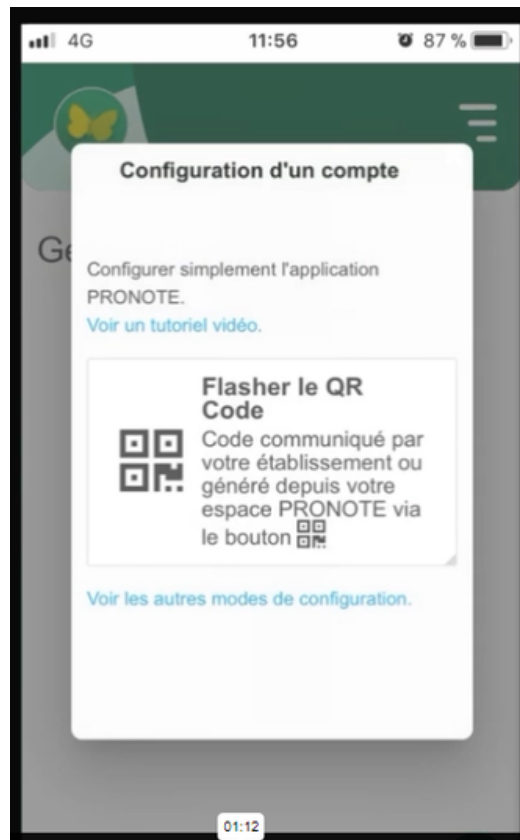 4G 11:56 87 %
Configuration d'un compte
Ge
Configurer simplement l'application
PRONOTE.
Voir un tutoriel vidéo.
Flasher le QR
Code
Code communiqué par
votre établissement ou
généré depuis votre
espace PRONOTE via
le bouton
Voir les autres modes de configuration.
01:12